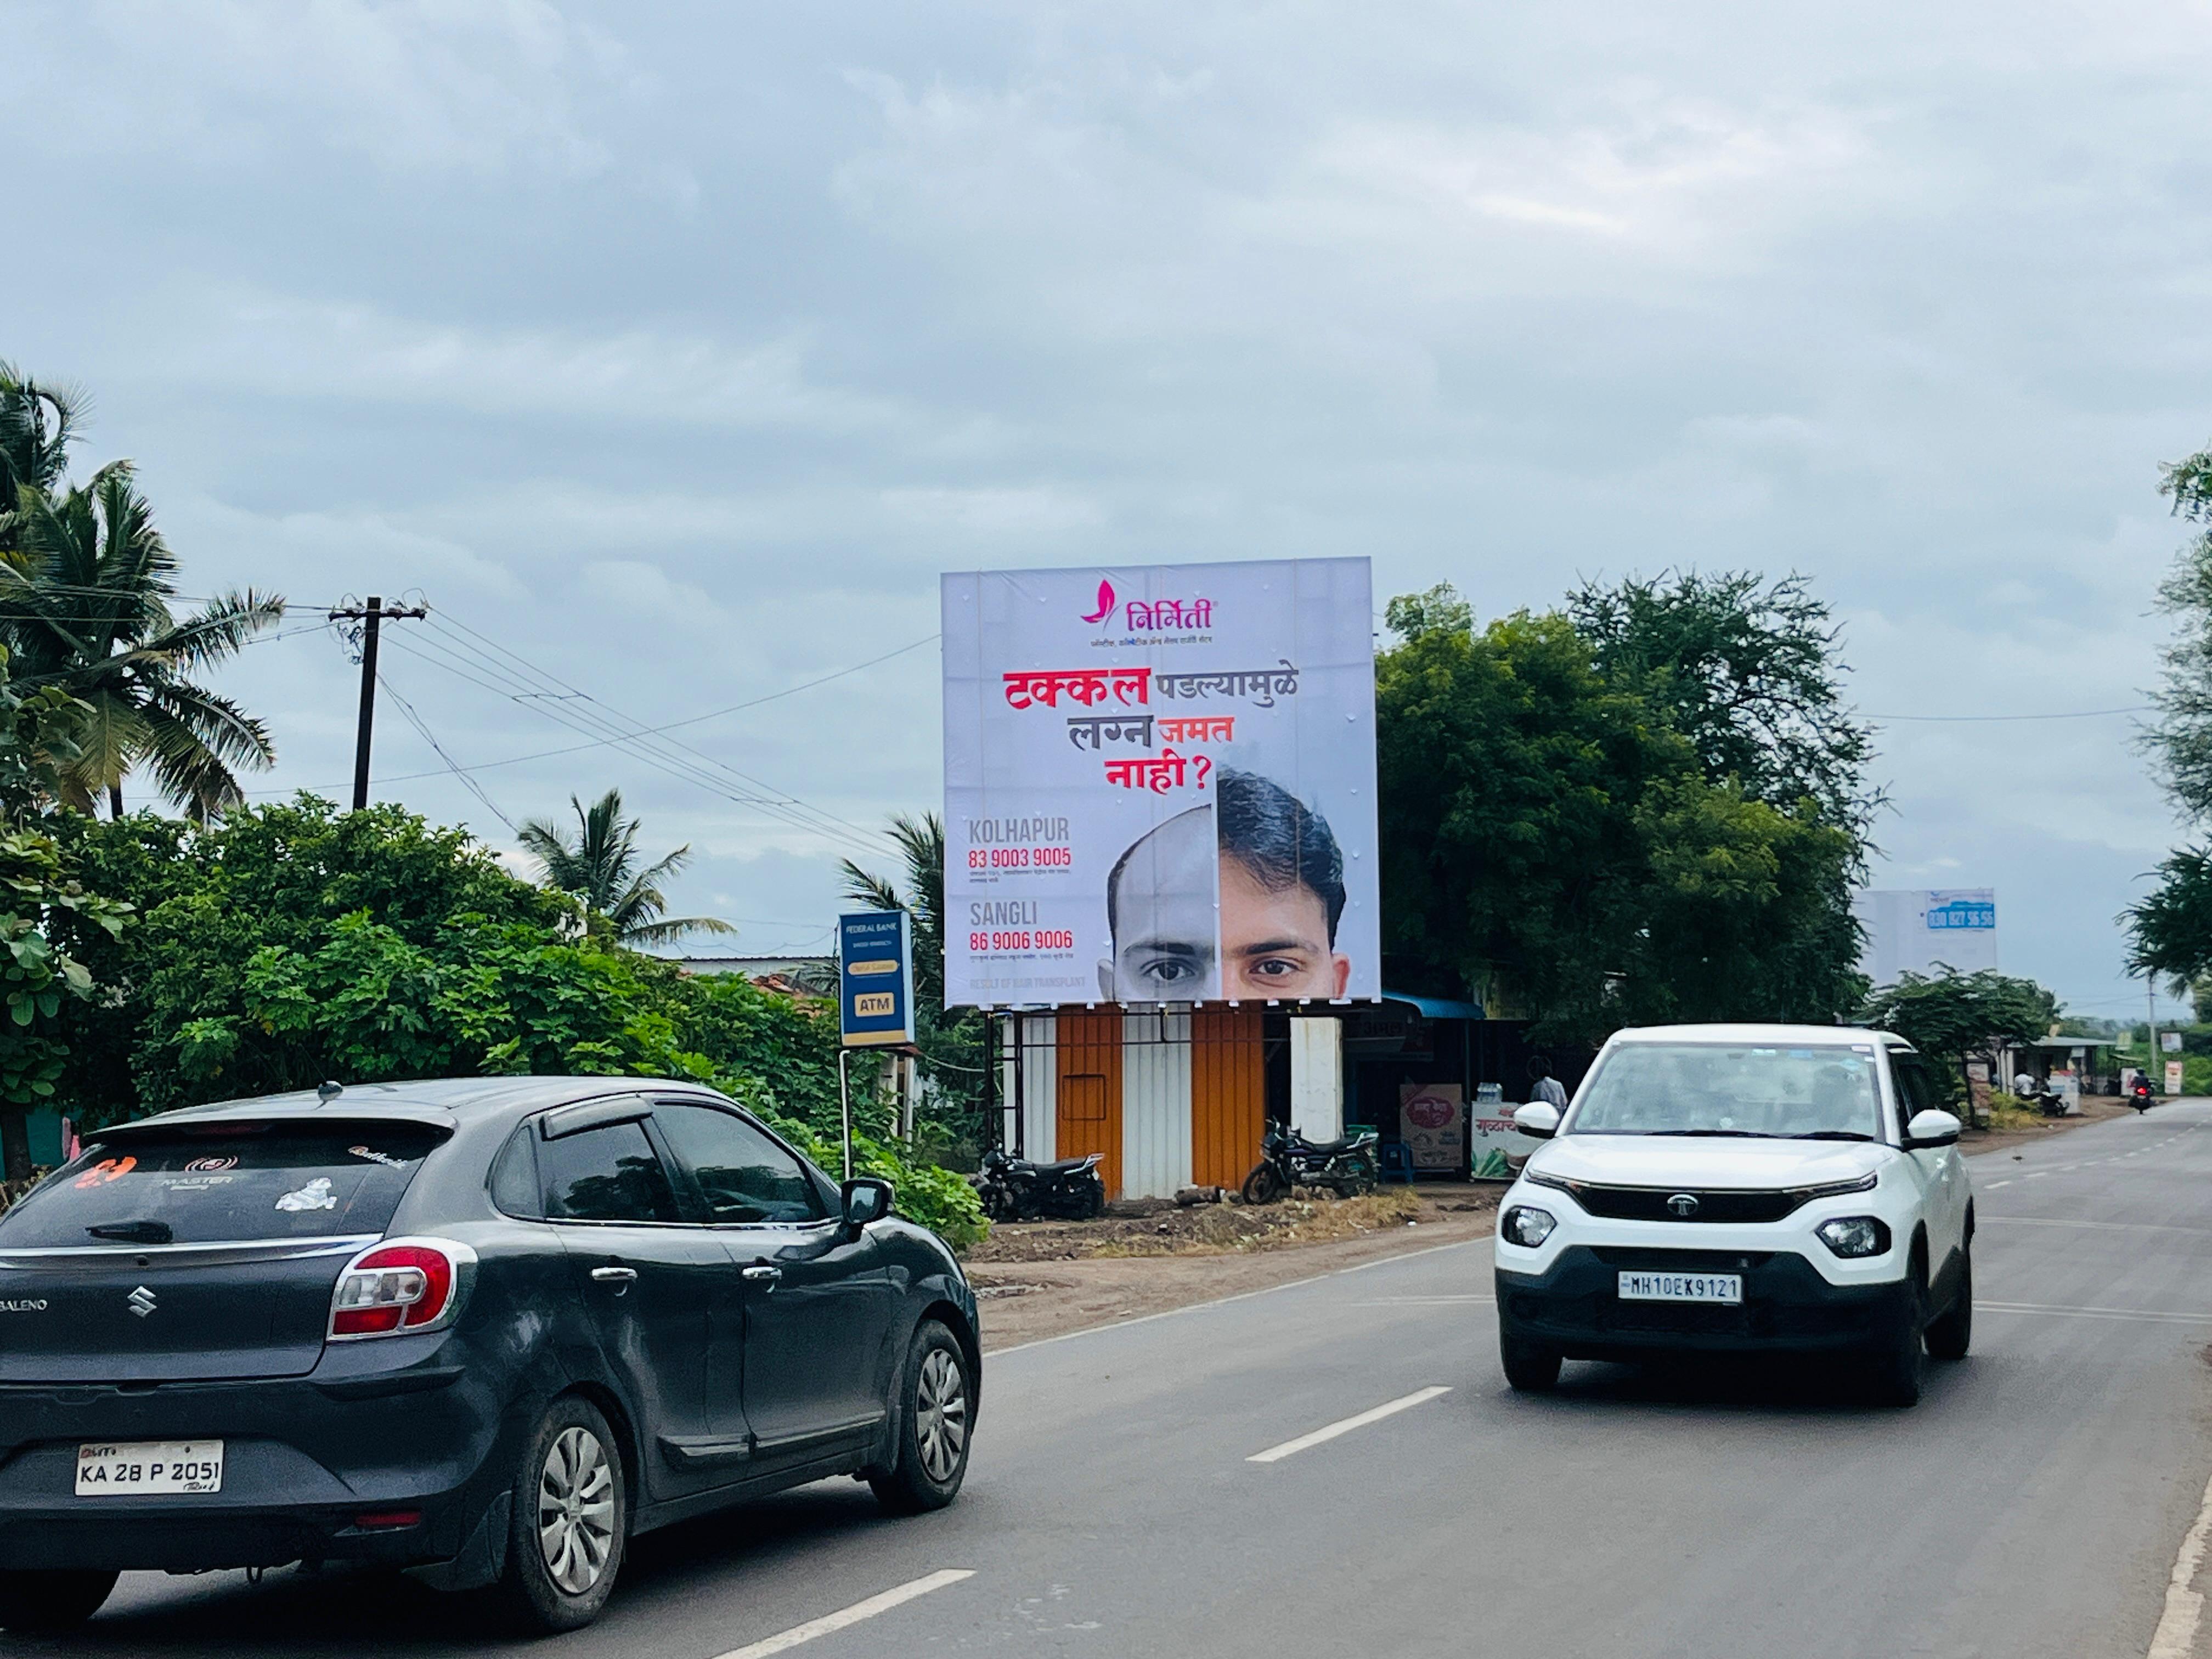 निर्मिती
टक्कल पडल्यामुळे
लग्न जमत
नाही?
KOLHAPUR
83 9003 9005
SANGLI
86 9006 9006
RESULT OF HAIR TRANSPLANT
FEDERAL BANK
ATM
MASTER
BALENO
KA 28 P 2051
MH10EK9121